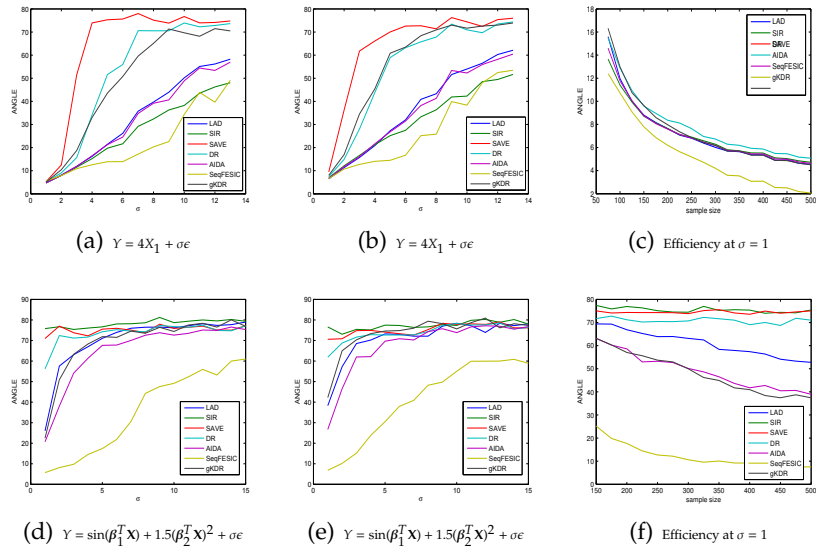 ANGLE
80
70
60
50
40
30
20
10
0
LAD
SIR
SAVE
DR
AIDA
SeqFESIC
gKDR
0 2 4 6 8 10 12 14
σ
(a) Y = 4X₁ + σϵ
ANGLE
80
70
60
50
40
30
20
10
0
LAD
SIR
SAVE
DR
AIDA
SeqFESIC
gKDR
0 2 4 6 8 10 12 14
σ
(b) Y = 4X₁ + σϵ
ANGLE
18
16
14
12
10
8
6
4
2
LAD
SIR
SAVE
DR
AIDA
SeqFESIC
gKDR
50 100 150 200 250 300 350 400 450 500
sample size
(c) Efficiency at σ = 1
ANGLE
90
80
70
60
50
40
30
20
10
0
LAD
SIR
SAVE
DR
AIDA
SeqFESIC
gKDR
0 5 10 15
σ
(d) Y = sin(β₁ᵀX) + 1.5(β₂ᵀX)² + σϵ
ANGLE
90
80
70
60
50
40
30
20
10
0
LAD
SIR
SAVE
DR
AIDA
SeqFESIC
gKDR
0 5 10 15
σ
(e) Y = sin(β₁ᵀX) + 1.5(β₂ᵀX)² + σϵ
ANGLE
80
70
60
50
40
30
20
10
0
LAD
SIR
SAVE
DR
AIDA
SeqFESIC
gKDR
150 200 250 300 350 400 450 500
sample size
(f) Efficiency at σ = 1